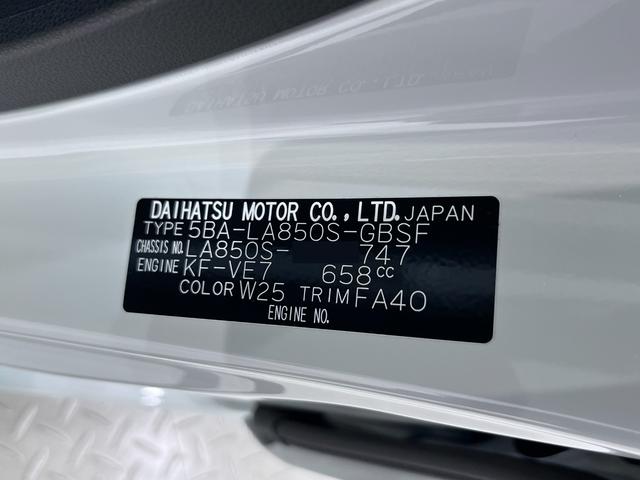 DAIHATSU MOTOR CO., LTD. JAPAN
TYPE 5BA-LA850S-GBSF
CHASSIS NO. LA850S- 747
ENGINE KF-VE7 658cc
COLOR W25 TRIM FA40
ENGINE NO.